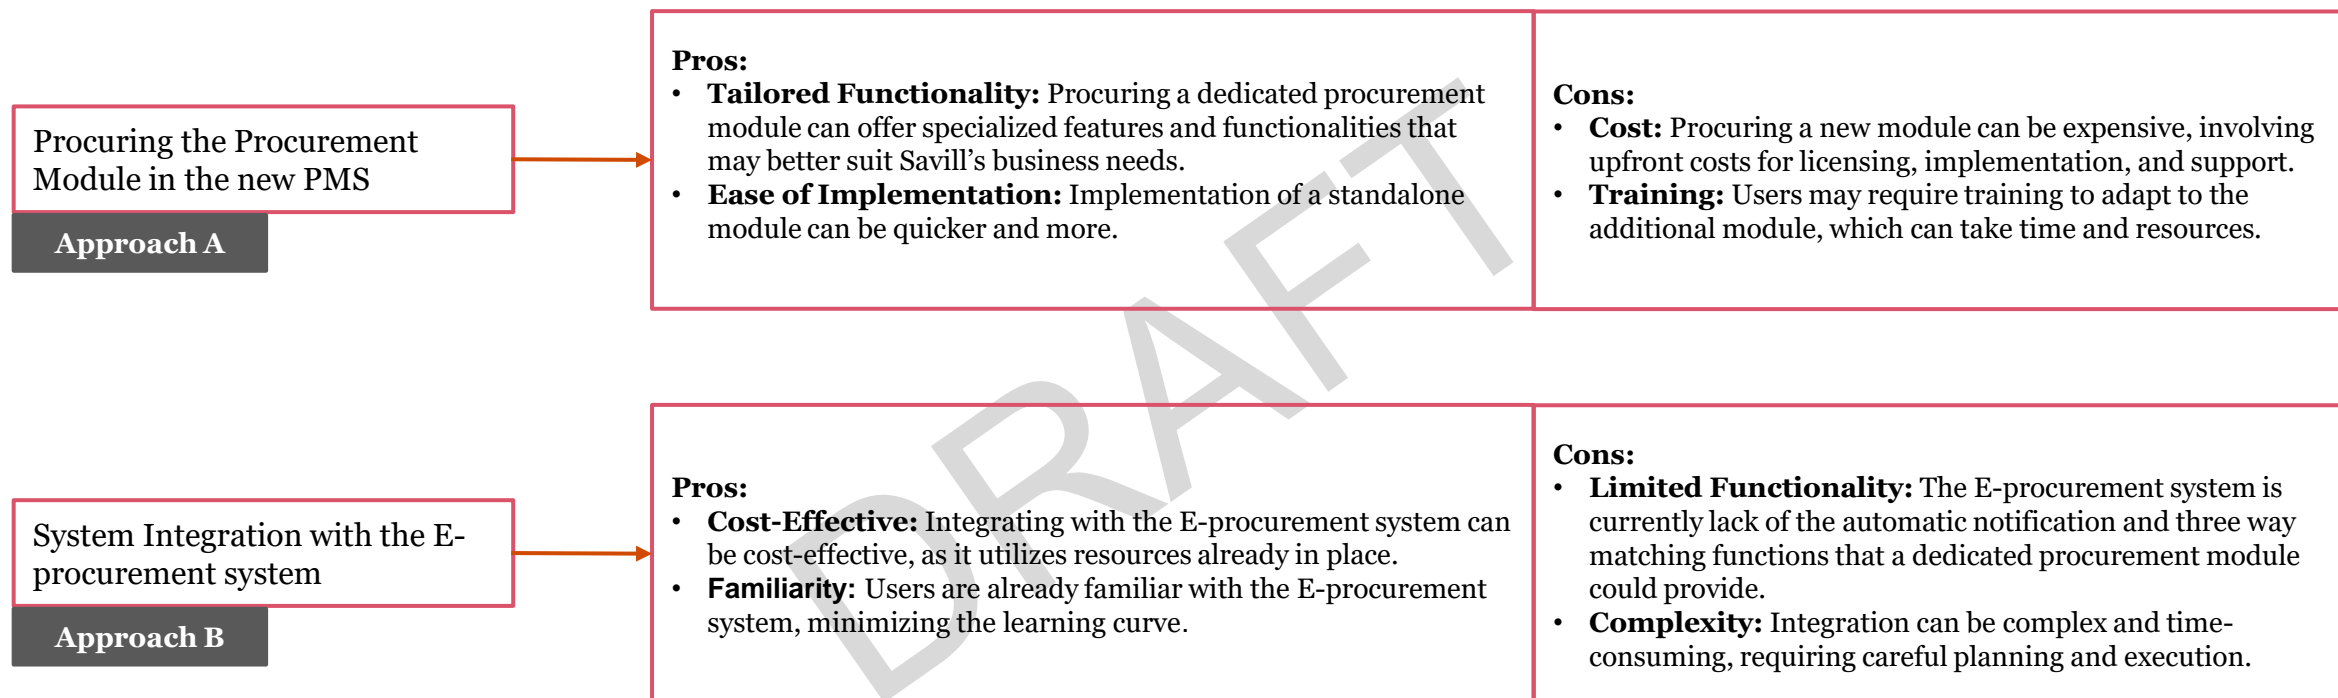 Procuring the Procurement
Module in the new PMS
Approach A
Pros:
• Tailored Functionality: Procuring a dedicated procurement
module can offer specialized features and functionalities that
may better suit Savill’s business needs.
• Ease of Implementation: Implementation of a standalone
module can be quicker and more.
Cons:
• Cost: Procuring a new module can be expensive, involving
upfront costs for licensing, implementation, and support.
• Training: Users may require training to adapt to the
additional module, which can take time and resources.
DRAFT
System Integration with the E-
procurement system
Approach B
Pros:
• Cost-Effective: Integrating with the E-procurement system can
be cost-effective, as it utilizes resources already in place.
• Familiarity: Users are already familiar with the E-procurement
system, minimizing the learning curve.
Cons:
• Limited Functionality: The E-procurement system is
currently lack of the automatic notification and three way
matching functions that a dedicated procurement module
could provide.
• Complexity: Integration can be complex and time-
consuming, requiring careful planning and execution.